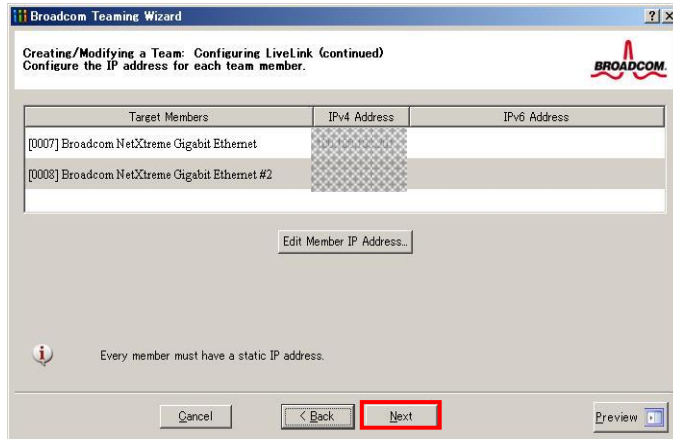 Broadcom Teaming Wizard
Creating/Modifying a Team: Configuring LiveLink (continued)
Configure the IP address for each team member.
BROADCOM.
Target Members IPv4 Address IPv6 Address
[0007] Broadcom NetXtreme Gigabit Ethernet
[0008] Broadcom NetXtreme Gigabit Ethernet #2
Edit Member IP Address...
Every member must have a static IP address.
Cancel < Back Next Preview